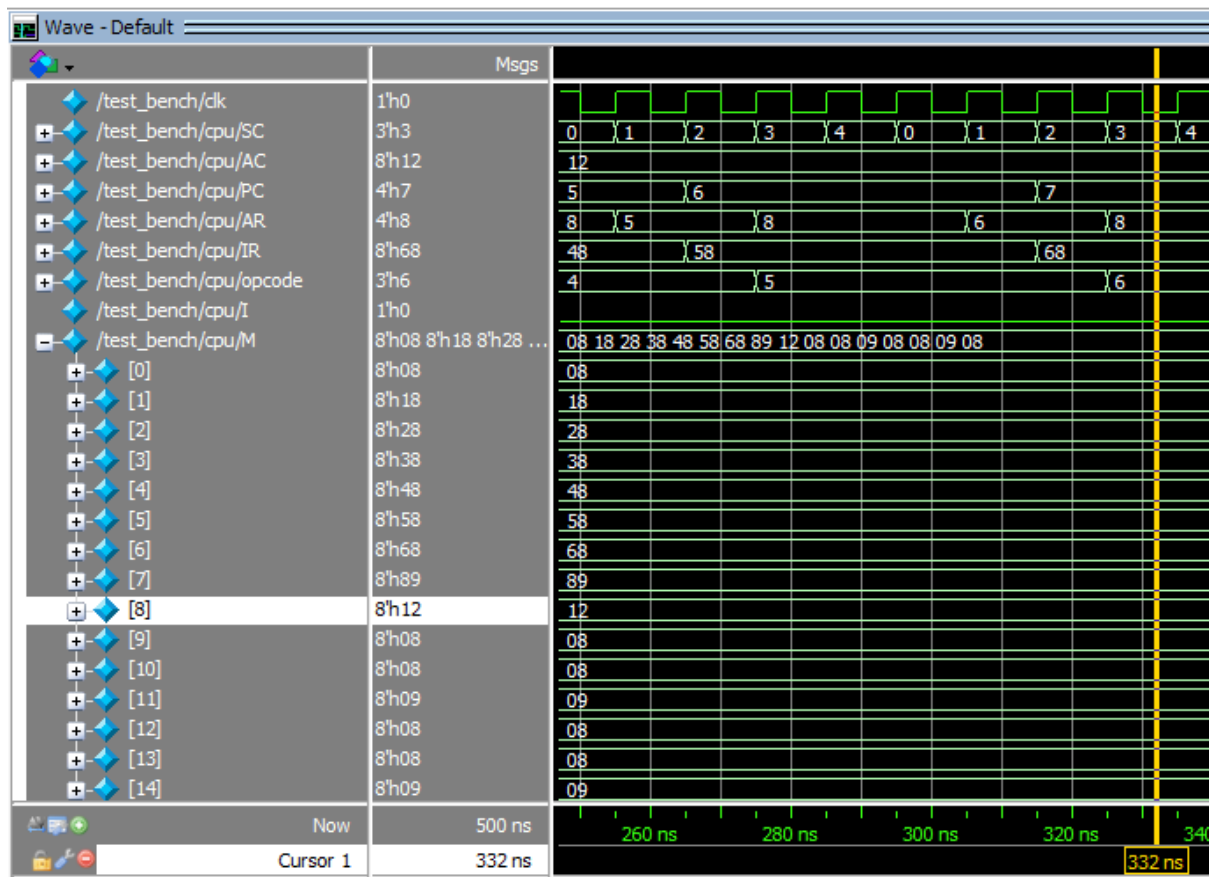 Wave - Default
Msgs
/test_bench/clk 1'h0
/test_bench/cpu/SC 3'h3 0 1 2 3 4 0 1 2 3 4
/test_bench/cpu/AC 8'h12 12
/test_bench/cpu/PC 4'h7 5 6 7
/test_bench/cpu/AR 4'h8 8 5 8 6 8
/test_bench/cpu/IR 8'h68 48 58 68
/test_bench/cpu/opcode 3'h6 4 5 6
/test_bench/cpu/I 1'h0
/test_bench/cpu/M 8'h08 8'h18 8'h28 ... 08 18 28 38 48 58 68 89 12 08 08 09 08 08 09 08
[0] 8'h08 08
[1] 8'h18 18
[2] 8'h28 28
[3] 8'h38 38
[4] 8'h48 48
[5] 8'h58 58
[6] 8'h68 68
[7] 8'h89 89
[8] 8'h12 12
[9] 8'h08 08
[10] 8'h08 08
[11] 8'h09 09
[12] 8'h08 08
[13] 8'h08 08
[14] 8'h09 09
Now 500 ns 260 ns 280 ns 300 ns 320 ns 340
Cursor 1 332 ns 332 ns